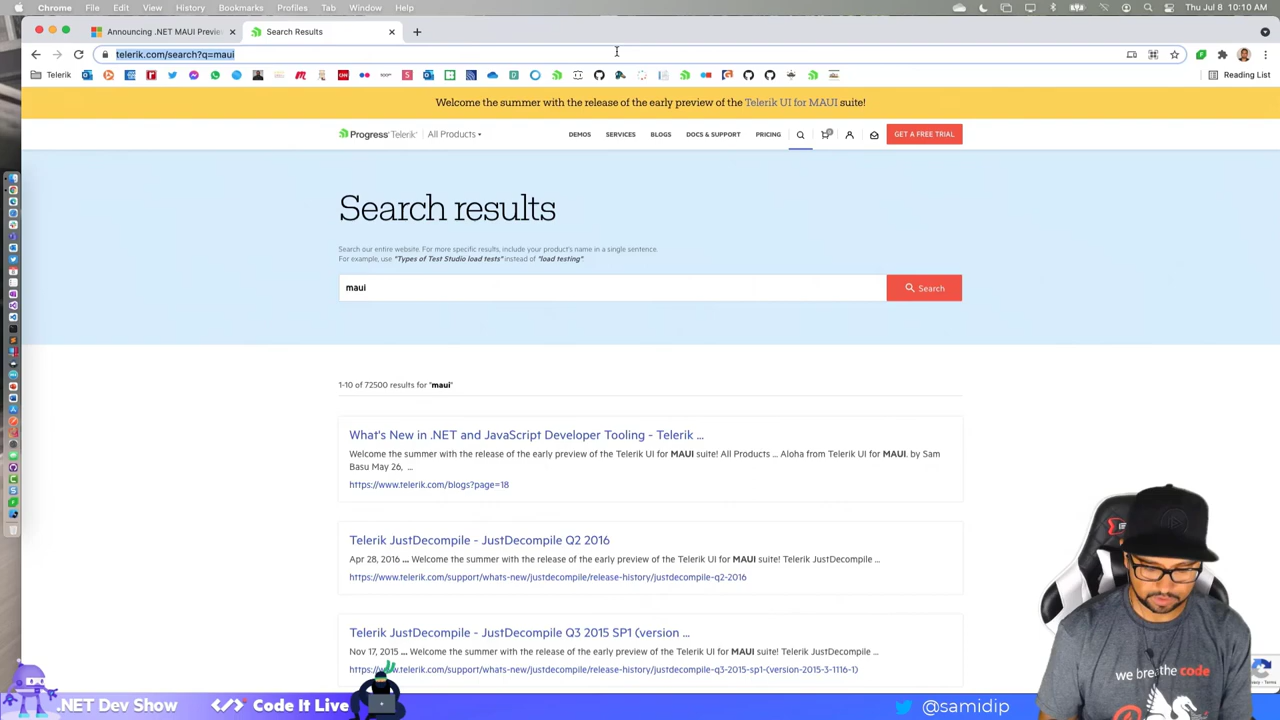 Chrome File Edit View History Bookmarks Profiles Tab Window Help
Thu Jul 8 10:10 AM
Announcing .NET MAUI Previe
Search Results
telerik.com/search?q=maui
Telerik
Reading List
Welcome the summer with the release of the early preview of the Telerik UI for MAUI suite!
Progress Telerik All Products
DEMOS SERVICES BLOGS DOCS & SUPPORT PRICING
GET A FREE TRIAL
Search results
Search our entire website. For more specific results, include your product's name in a single sentence.
For example, use "Types of Test Studio load tests" instead of "load testing".
maui
Search
1-10 of 72500 results for "maui"
What's New in .NET and JavaScript Developer Tooling - Telerik ...
Welcome the summer with the release of the early preview of the Telerik UI for MAUI suite! All Products ... Aloha from Telerik UI for MAUI. by Sam
Basu May 26, ...
https://www.telerik.com/blogs?page=18
Telerik JustDecompile - JustDecompile Q2 2016
Apr 28, 2016 ... Welcome the summer with the release of the early preview of the Telerik UI for MAUI suite! Telerik JustDecompile ...
https://www.telerik.com/support/whats-new/justdecompile/release-history/justdecompile-q2-2016
Telerik JustDecompile - JustDecompile Q3 2015 SP1 (version ...
Nov 17, 2015 ... Welcome the summer with the release of the early preview of the Telerik UI for MAUI suite! Telerik JustDecompile ...
https://www.telerik.com/support/whats-new/justdecompile/release-history/justdecompile-q3-2015-sp1-(version-2015-3-1116-1)
we breathe code
.NET Dev Show
</> Code It Live
@samidip